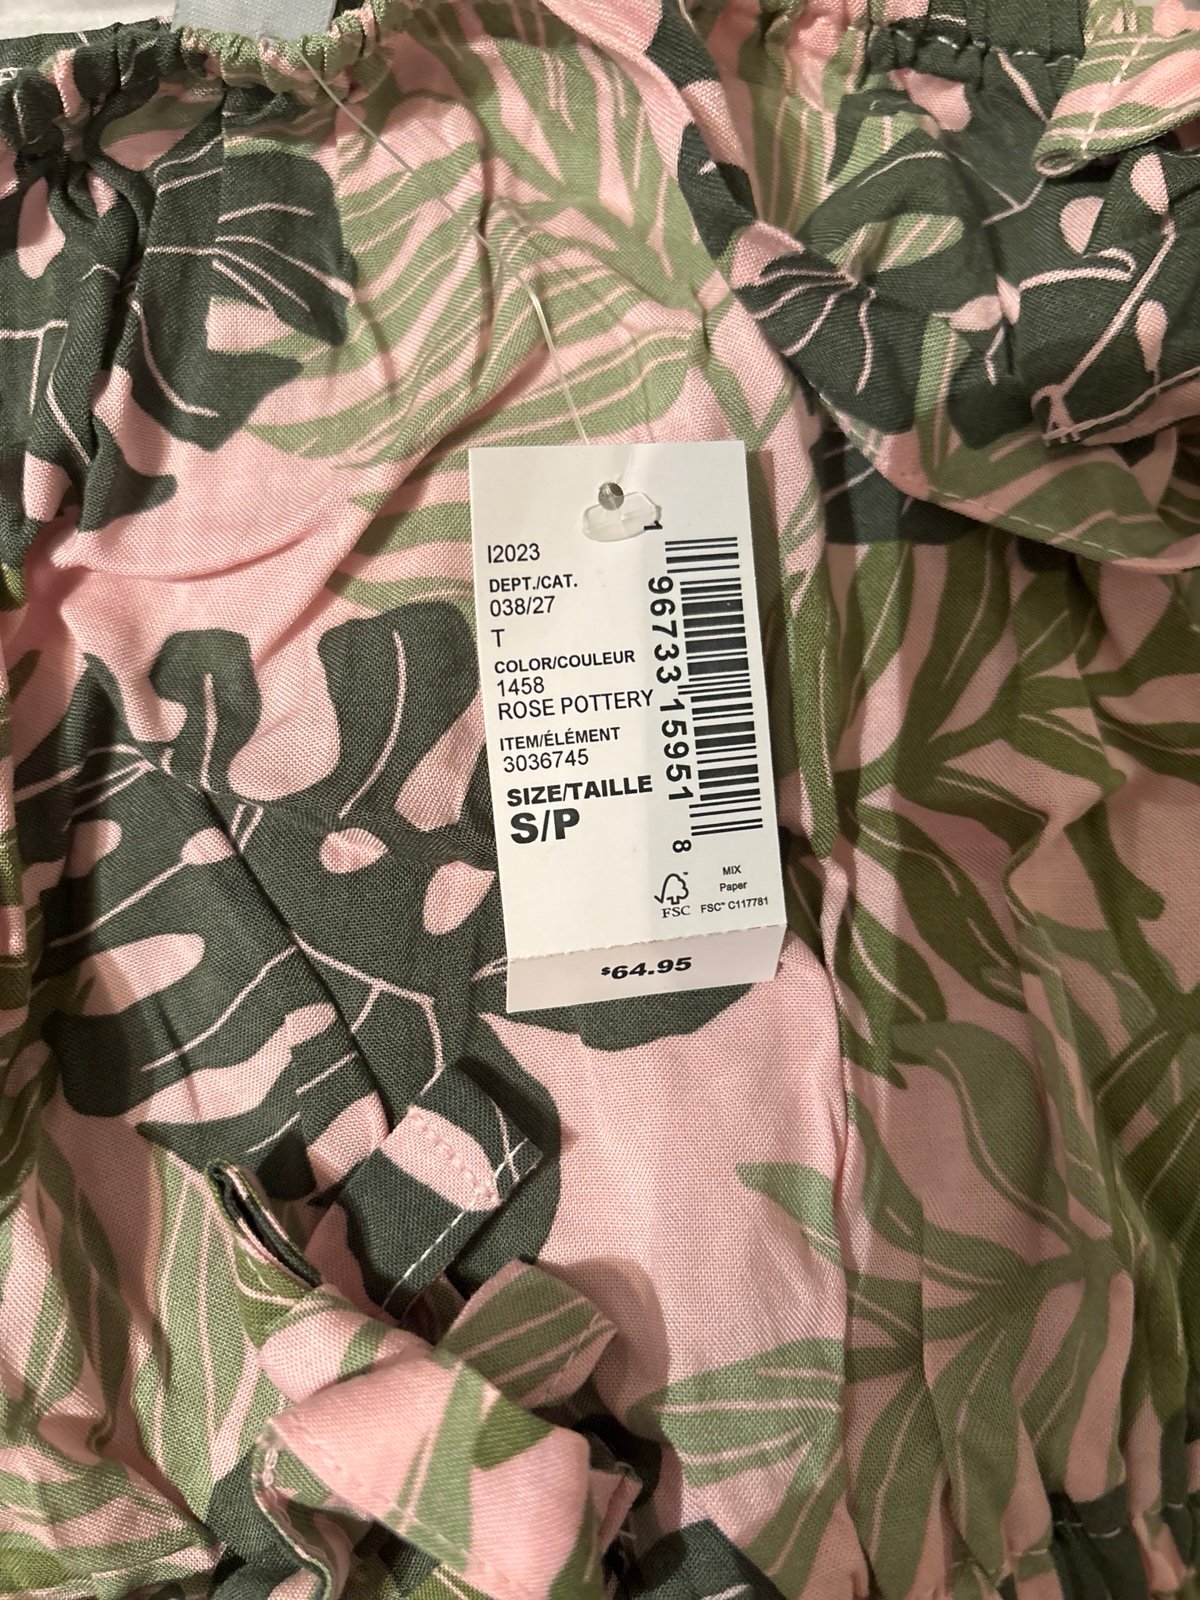 I2023
DEPT./CAT.
038/27
T
COLOR/COULEUR
1458
ROSE POTTERY
ITEM/ÉLÉMENT
3036745
SIZE/TAILLE
S/P
1 96733 15951 8
FSC
MIX
Paper
FSC™ C117781
$64.95